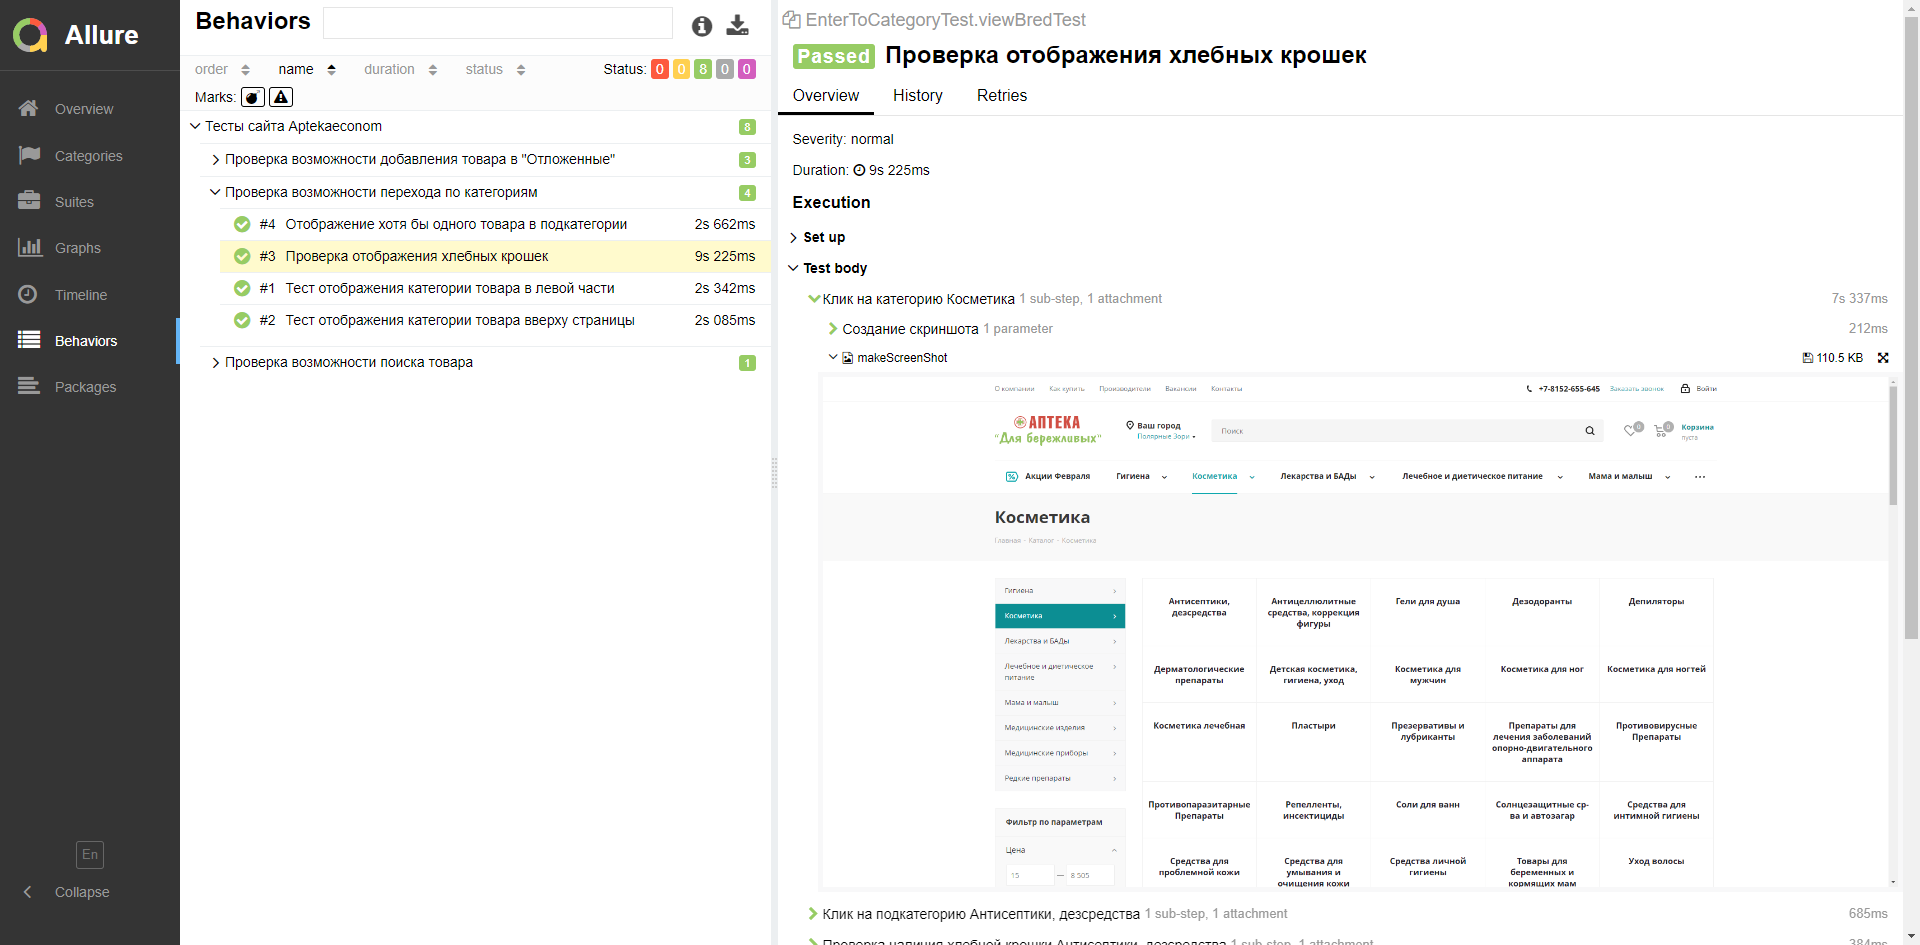 Allure
Overview
Categories
Suites
Graphs
Timeline
Behaviors
Packages
En
Collapse
Behaviors
order name duration status Status: 0 0 8 0 0
Marks:
Тесты сайта Aptekaeconom 8
Проверка возможности добавления товара в "Отложенные" 3
Проверка возможности перехода по категориям 4
#4 Отображение хотя бы одного товара в подкатегории 2s 662ms
#3 Проверка отображения хлебных крошек 9s 225ms
#1 Тест отображения категории товара в левой части 2s 342ms
#2 Тест отображения категории товара вверху страницы 2s 085ms
Проверка возможности поиска товара 1
EnterToCategoryTest.viewBredTest
Passed Проверка отображения хлебных крошек
Overview History Retries
Severity: normal
Duration: 9s 225ms
Execution
Set up
Test body
Клик на категорию Косметика 1 sub-step, 1 attachment 7s 337ms
Создание скриншота 1 parameter 212ms
makeScreenShot 110.5 KB
О компании Как купить Производители Вакансии Контакты +7-8152-655-645 Заказать звонок Войти
АПТЕКА
"Для бережливых"
Ваш город
Полярные Зори
Поиск
0 0 Корзина
пуста
% Акции Февраля Гигиена Косметика Лекарства и БАДы Лечебное и диетическое питание Мама и малыш ...
Косметика
Главная - Каталог - Косметика
Гигиена
Косметика
Лекарства и БАДы
Лечебное и диетическое
питание
Мама и малыш
Медицинские изделия
Медицинские приборы
Редкие препараты
Фильтр по параметрам
Цена
15 — 8 505
Антисептики,
дезсредства
Антицеллюлитные
средства, коррекция
фигуры
Гели для душа
Дезодоранты
Депиляторы
Дерматологические
препараты
Детская косметика,
гигиена, уход
Косметика для
мужчин
Косметика для ног
Косметика для ногтей
Косметика лечебная
Пластыри
Презервативы и
лубриканты
Препараты для
лечения заболеваний
опорно-двигательного
аппарата
Противовирусные
Препараты
Противопаразитарные
Препараты
Репелленты,
инсектициды
Соли для ванн
Солнцезащитные ср-
ва и автозагар
Средства для
интимной гигиены
Средства для
проблемной кожи
Средства для
умывания и
очищения кожи
Средства личной
гигиены
Товары для
беременных и
кормящих мам
Уход волосы
Клик на подкатегорию Антисептики, дезсредства 1 sub-step, 1 attachment 685ms
Проверка наличия хлебной крошки Антисептики, дезсредства 1 sub-step, 1 attachment 384ms